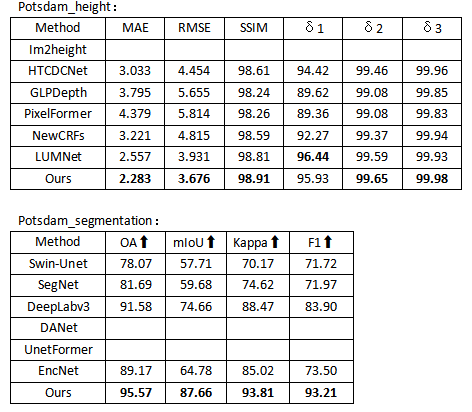 Potsdam_height：
Method MAE RMSE SSIM δ1 δ2 δ3
Im2height
HTCDCNet 3.033 4.454 98.61 94.42 99.46 99.96
GLPDepth 3.795 5.655 98.24 89.62 99.08 99.85
PixelFormer 4.379 5.814 98.26 89.36 99.08 99.83
NewCRFs 3.221 4.815 98.59 92.27 99.37 99.94
LUMNet 2.557 3.931 98.81 96.44 99.59 99.93
Ours 2.283 3.676 98.91 95.93 99.65 99.98
Potsdam_segmentation：
Method OA⬆ mIoU⬆ Kappa⬆ F1⬆
Swin-Unet 78.07 57.71 70.17 71.72
SegNet 81.69 59.68 74.62 71.97
DeepLabv3 91.58 74.66 88.47 83.90
DANet
UnetFormer
EncNet 89.17 64.78 85.02 73.50
Ours 95.57 87.66 93.81 93.21